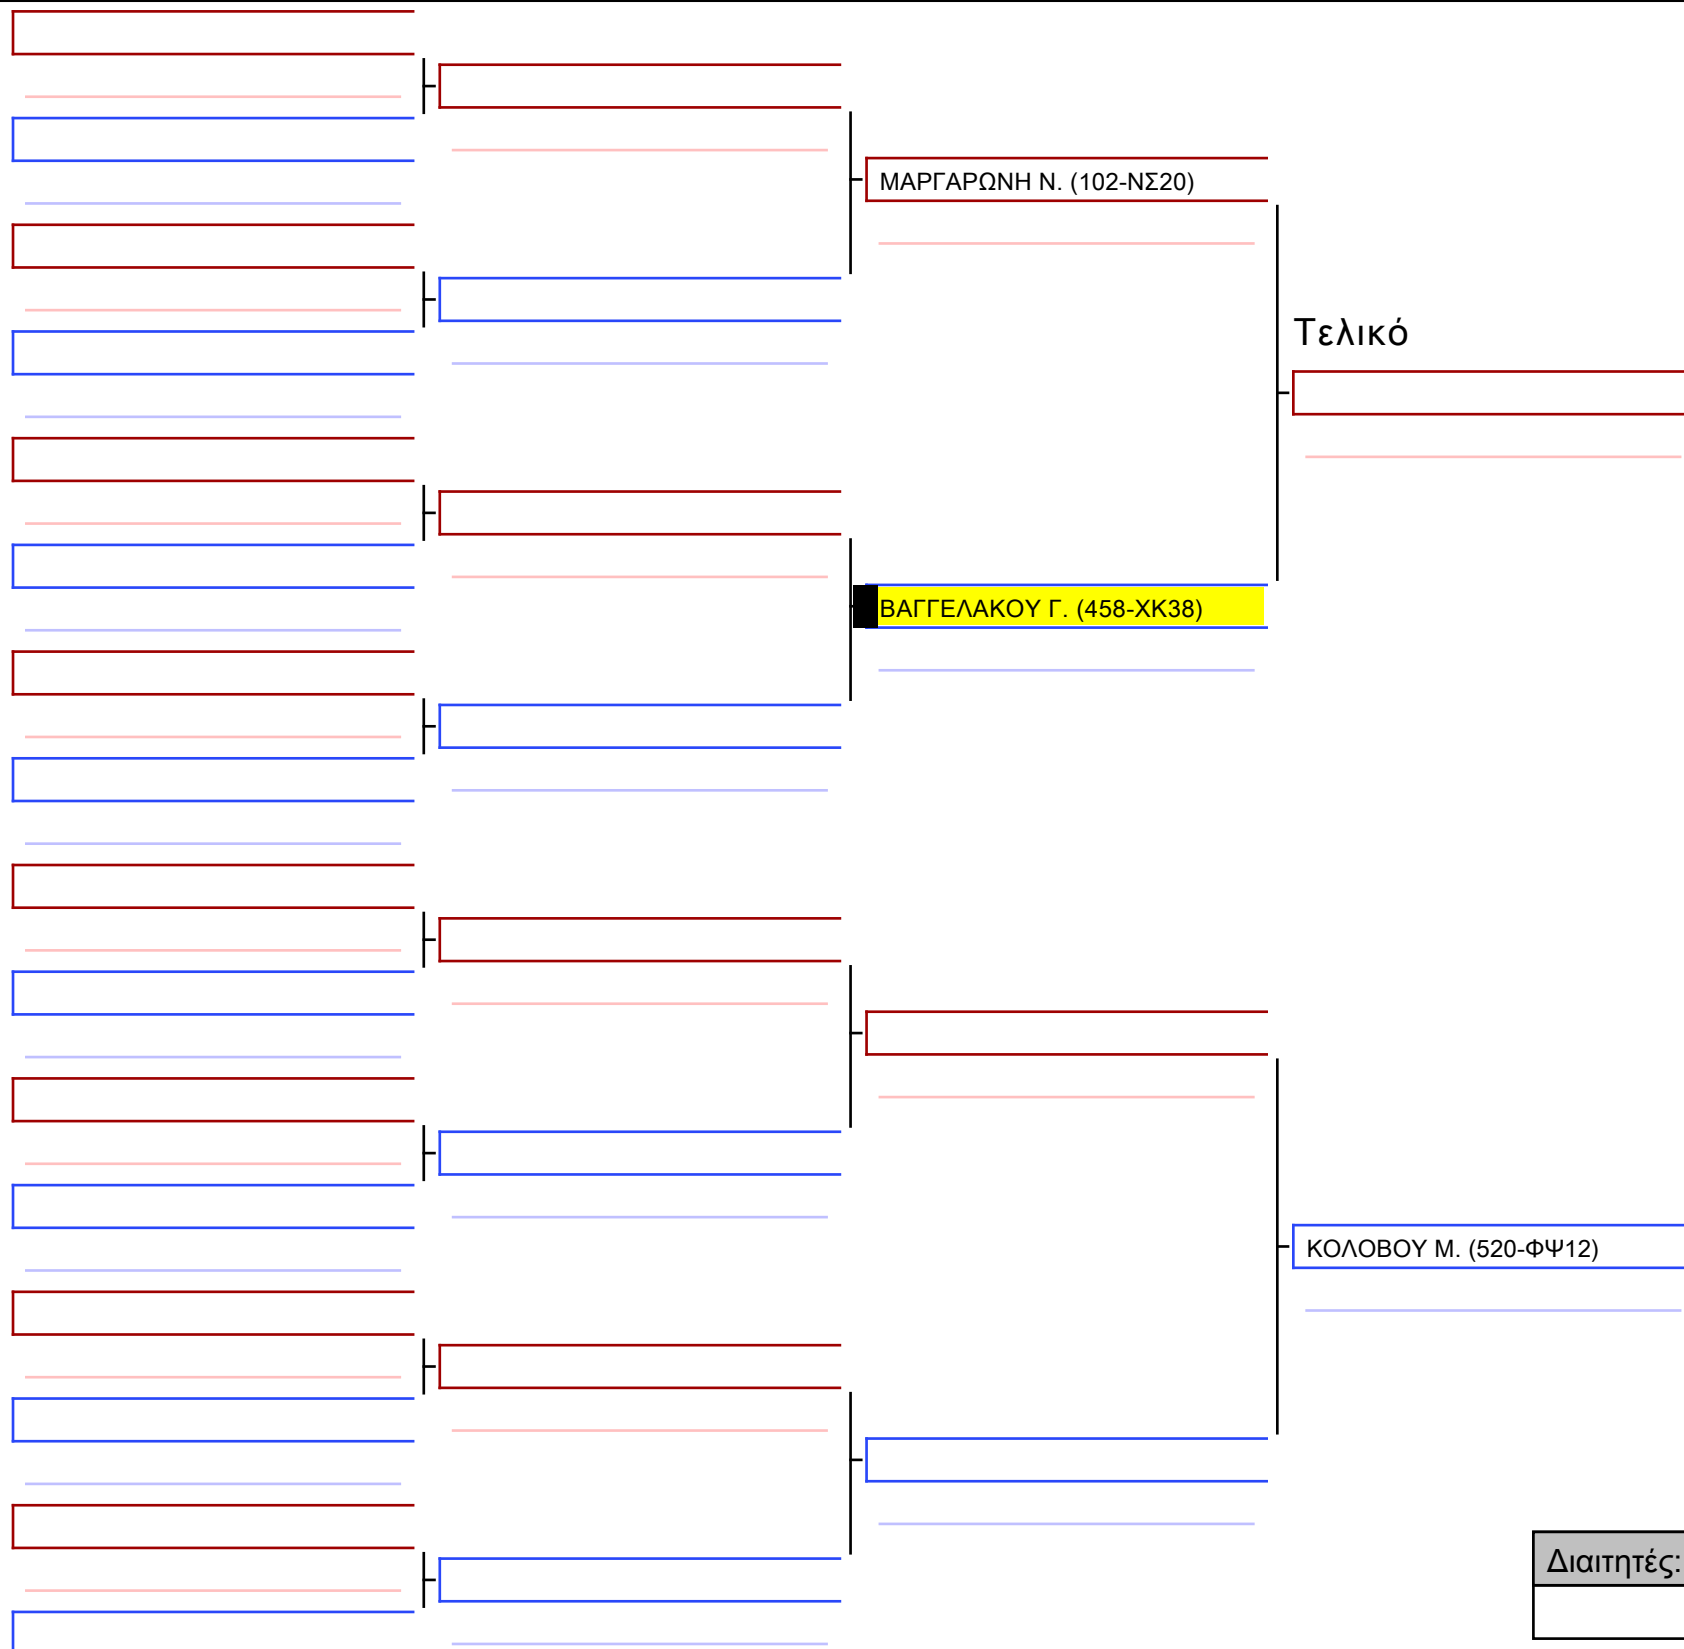 ΜΑΡΓΑΡΩΝΗ Ν. (102-ΝΣ20)
Τελικό
ΒΑΓΓΕΛΑΚΟΥ Γ. (458-ΧΚ38)
ΚΟΛΟΒΟΥ Μ. (520-ΦΨ12)
Διαιτητές: